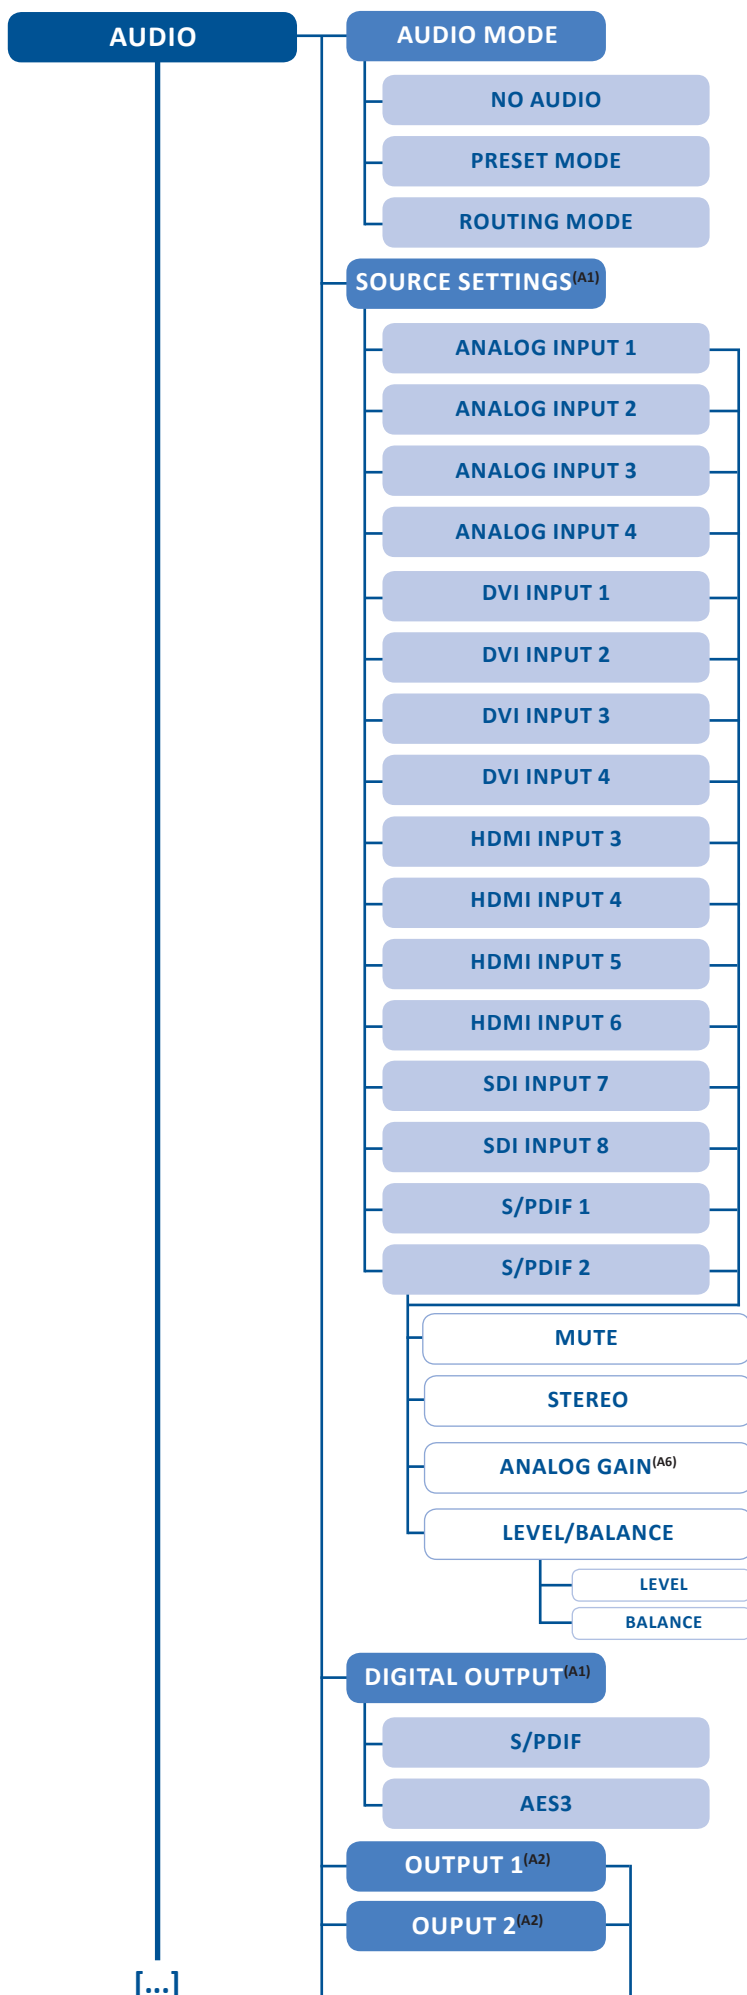 AUDIO
AUDIO MODE
NO AUDIO
PRESET MODE
ROUTING MODE
SOURCE SETTINGS(A1)
ANALOG INPUT 1
ANALOG INPUT 2
ANALOG INPUT 3
ANALOG INPUT 4
DVI INPUT 1
DVI INPUT 2
DVI INPUT 3
DVI INPUT 4
HDMI INPUT 3
HDMI INPUT 4
HDMI INPUT 5
HDMI INPUT 6
SDI INPUT 7
SDI INPUT 8
S/PDIF 1
S/PDIF 2
MUTE
STEREO
ANALOG GAIN(A6)
LEVEL/BALANCE
LEVEL
BALANCE
DIGITAL OUTPUT(A1)
S/PDIF
AES3
OUTPUT 1(A2)
OUPUT 2(A2)
[...]